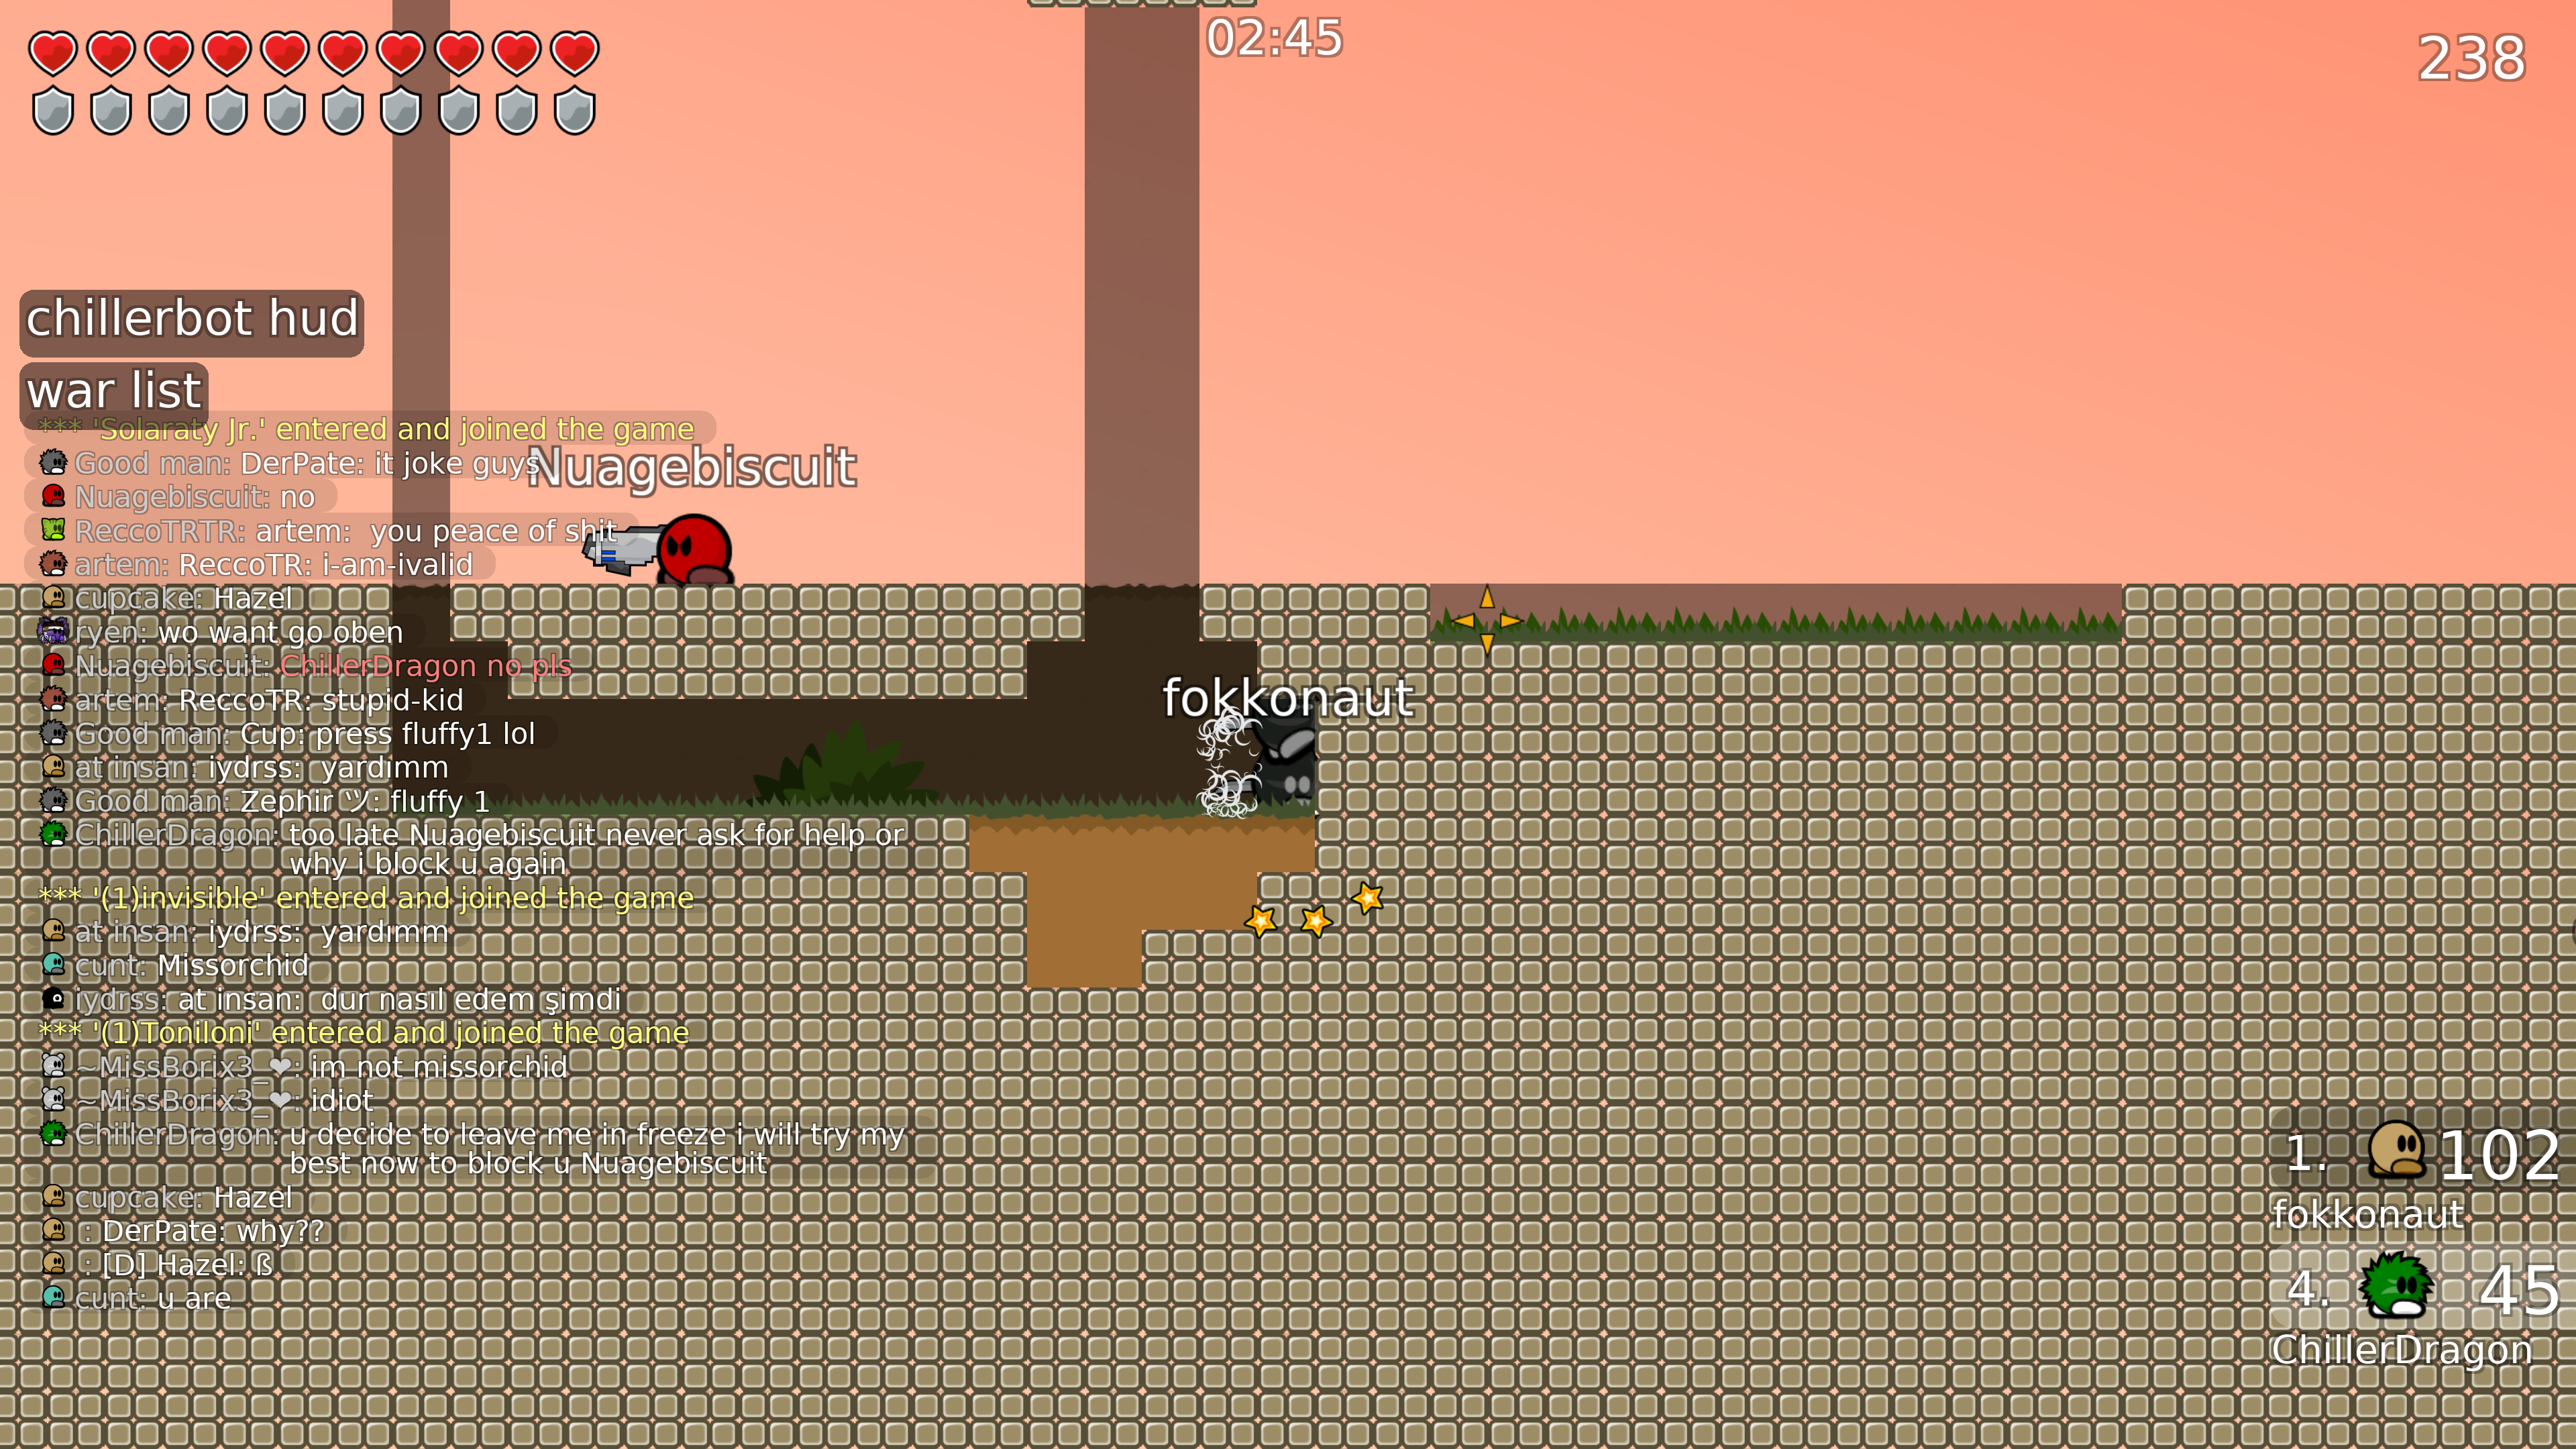 02:45
238
chillerbot hud
war list
*** 'Solaraty Jr.' entered and joined the game
Good man: DerPate: it joke guys
Nuagebiscuit
Nuagebiscuit: no
ReccoTRTR: artem:  you peace of shit
artem: ReccoTR: i-am-ivalid
cupcake: Hazel
ryen: wo want go oben
Nuagebiscuit: ChillerDragon no pls
artem: ReccoTR: stupid-kid
fokkonaut
Good man: Cup: press fluffy1 lol
at insan: iydrss:  yardımm
Good man: Zephir ツ: fluffy 1
ChillerDragon: too late Nuagebiscuit never ask for help or
why i block u again
*** '(1)invisible' entered and joined the game
at insan: iydrss:  yardımm
cunt: Missorchid
iydrss: at insan:  dur nasıl edem şimdi
*** '(1)Toniloni' entered and joined the game
~MissBorix3_❤: im not missorchid
~MissBorix3_❤: idiot
ChillerDragon: u decide to leave me in freeze i will try my
best now to block u Nuagebiscuit
cupcake: Hazel
: DerPate: why??
: [D] Hazel: ß
cunt: u are
1. 102
fokkonaut
4. 45
ChillerDragon